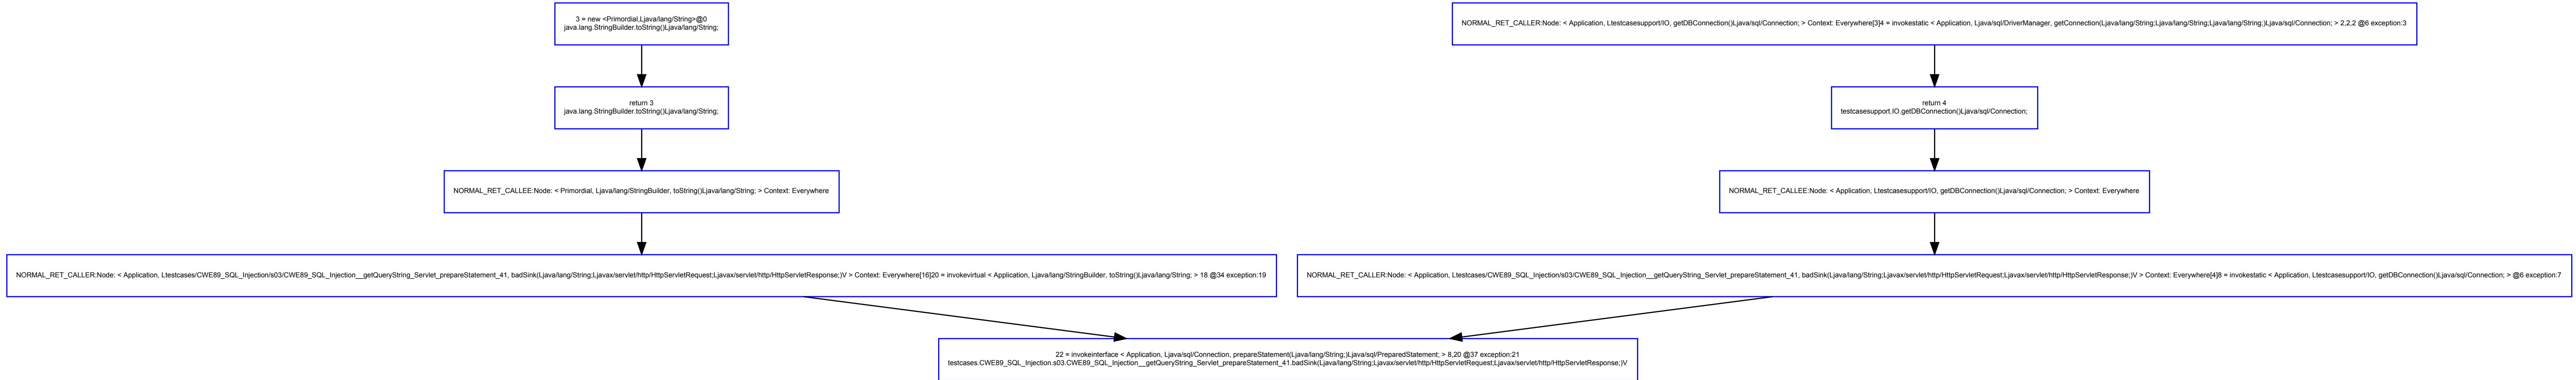 3 = new <Primordial,Ljava/lang/String>@0
java.lang.StringBuilder.toString()Ljava/lang/String;
NORMAL_RET_CALLER:Node: < Application, Ltestcasesupport/IO, getDBConnection()Ljava/sql/Connection; > Context: Everywhere[3]4 = invokestatic < Application, Ljava/sql/DriverManager, getConnection(Ljava/lang/String;Ljava/lang/String;Ljava/lang/String;)Ljava/sql/Connection; > 2,2,2 @6 exception:3
return 3
java.lang.StringBuilder.toString()Ljava/lang/String;
return 4
testcasesupport.IO.getDBConnection()Ljava/sql/Connection;
NORMAL_RET_CALLEE:Node: < Primordial, Ljava/lang/StringBuilder, toString()Ljava/lang/String; > Context: Everywhere
NORMAL_RET_CALLEE:Node: < Application, Ltestcasesupport/IO, getDBConnection()Ljava/sql/Connection; > Context: Everywhere
NORMAL_RET_CALLER:Node: < Application, Ltestcases/CWE89_SQL_Injection/s03/CWE89_SQL_Injection__getQueryString_Servlet_prepareStatement_41, badSink(Ljava/lang/String;Ljavax/servlet/http/HttpServletRequest;Ljavax/servlet/http/HttpServletResponse;)V > Context: Everywhere[16]20 = invokevirtual < Application, Ljava/lang/StringBuilder, toString()Ljava/lang/String; > 18 @34 exception:19
NORMAL_RET_CALLER:Node: < Application, Ltestcases/CWE89_SQL_Injection/s03/CWE89_SQL_Injection__getQueryString_Servlet_prepareStatement_41, badSink(Ljava/lang/String;Ljavax/servlet/http/HttpServletRequest;Ljavax/servlet/http/HttpServletResponse;)V > Context: Everywhere[4]8 = invokestatic < Application, Ltestcasesupport/IO, getDBConnection()Ljava/sql/Connection; > @6 exception:7
22 = invokeinterface < Application, Ljava/sql/Connection, prepareStatement(Ljava/lang/String;)Ljava/sql/PreparedStatement; > 8,20 @37 exception:21
testcases.CWE89_SQL_Injection.s03.CWE89_SQL_Injection__getQueryString_Servlet_prepareStatement_41.badSink(Ljava/lang/String;Ljavax/servlet/http/HttpServletRequest;Ljavax/servlet/http/HttpServletResponse;)V